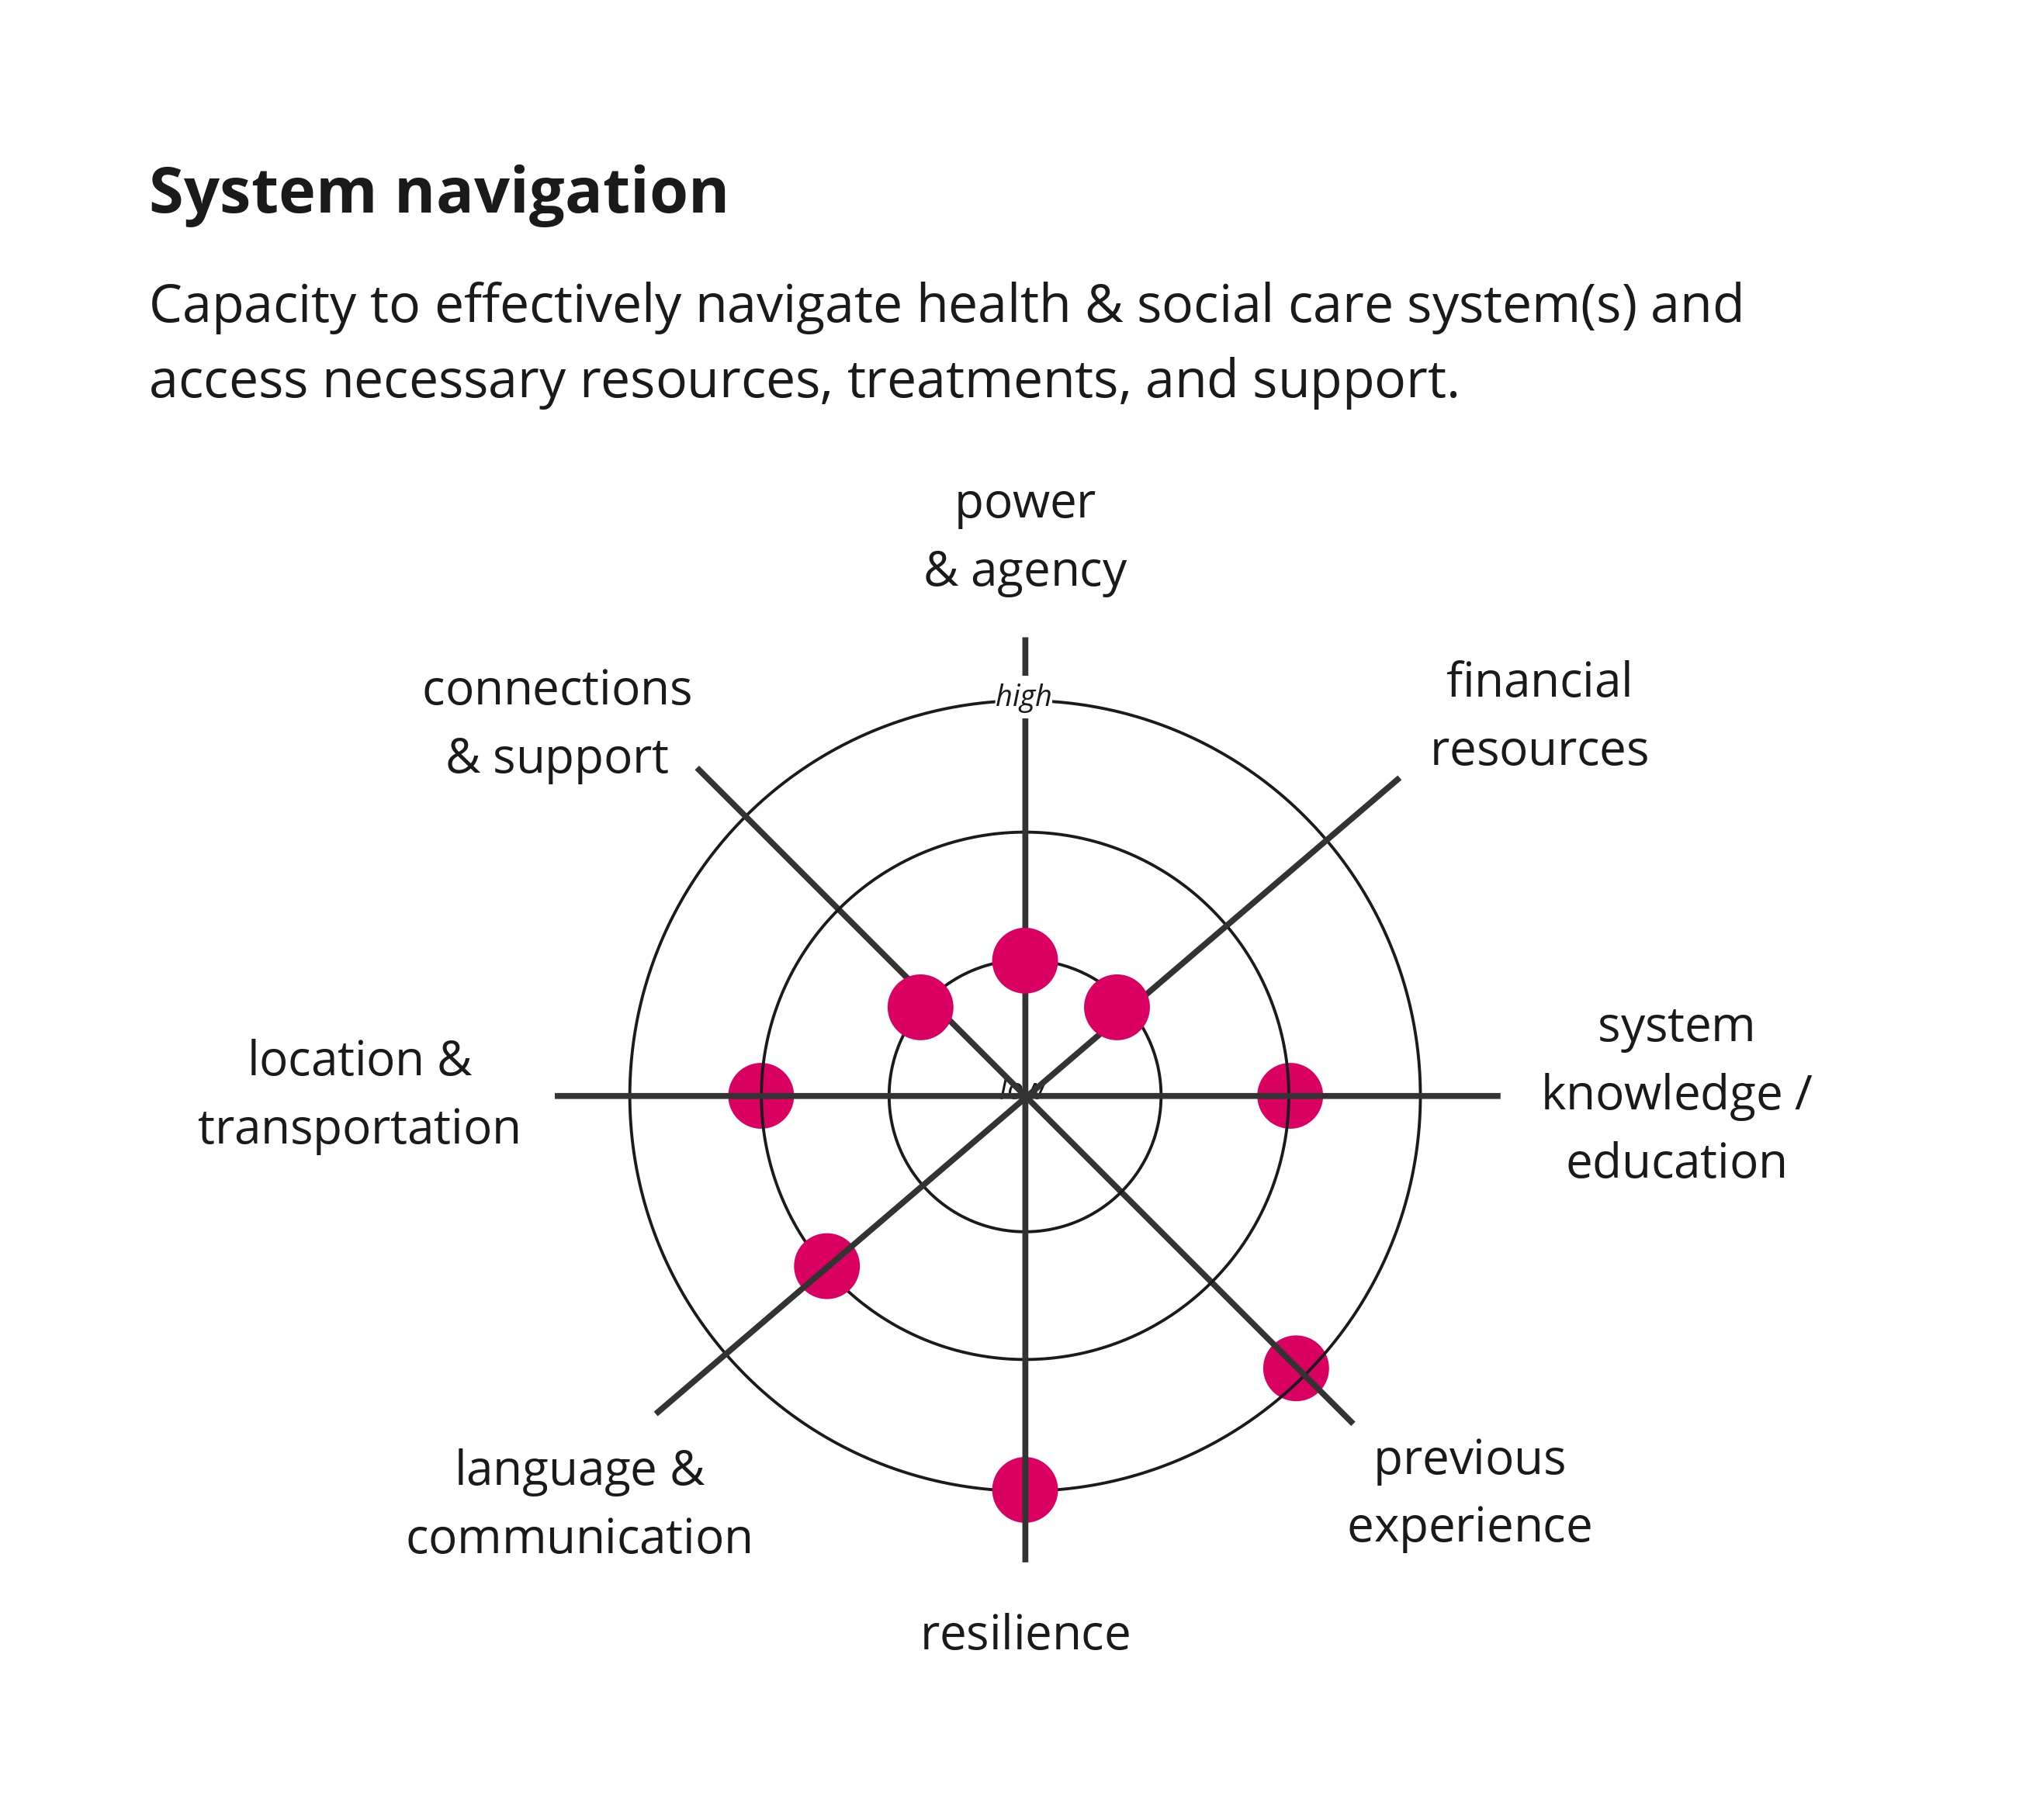 System navigation
Capacity to effectively navigate health & social care system(s) and
access necessary resources, treatments, and support.
power
& agency
high
connections
& support
financial
resources
location &
transportation
low
system
knowledge /
education
language &
communication
previous
experience
resilience